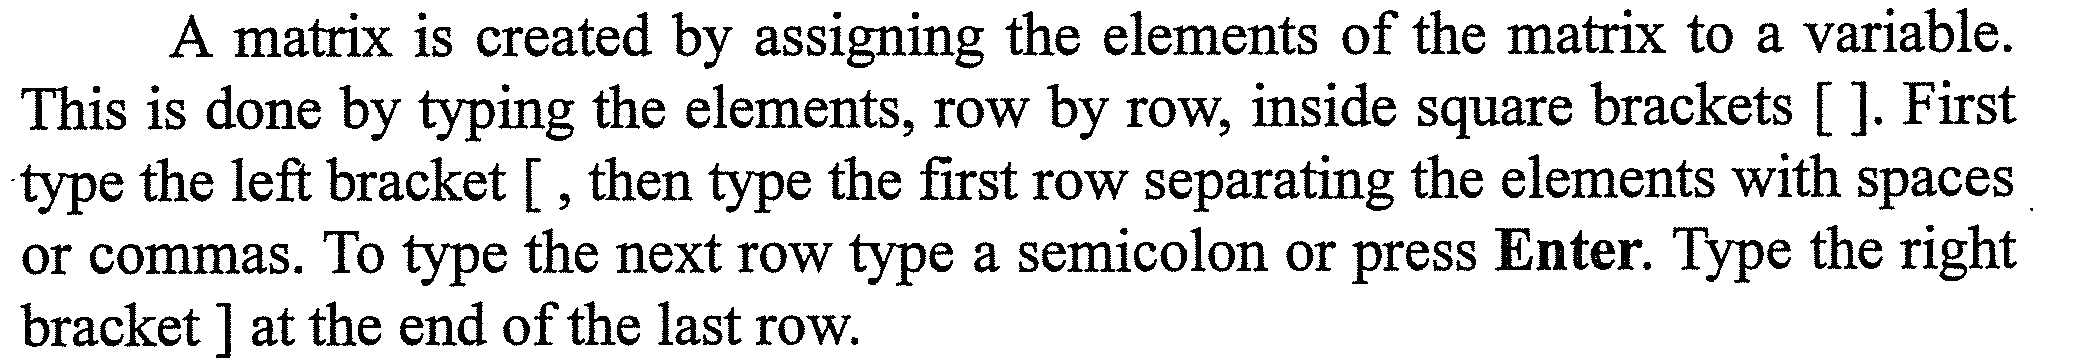 A matrix is created by assigning the elements of the matrix to a variable.
This is done by typing the elements, row by row, inside square brackets [ ]. First
type the left bracket [ , then type the first row separating the elements with spaces
or commas. To type the next row type a semicolon or press Enter. Type the right
bracket ] at the end of the last row.